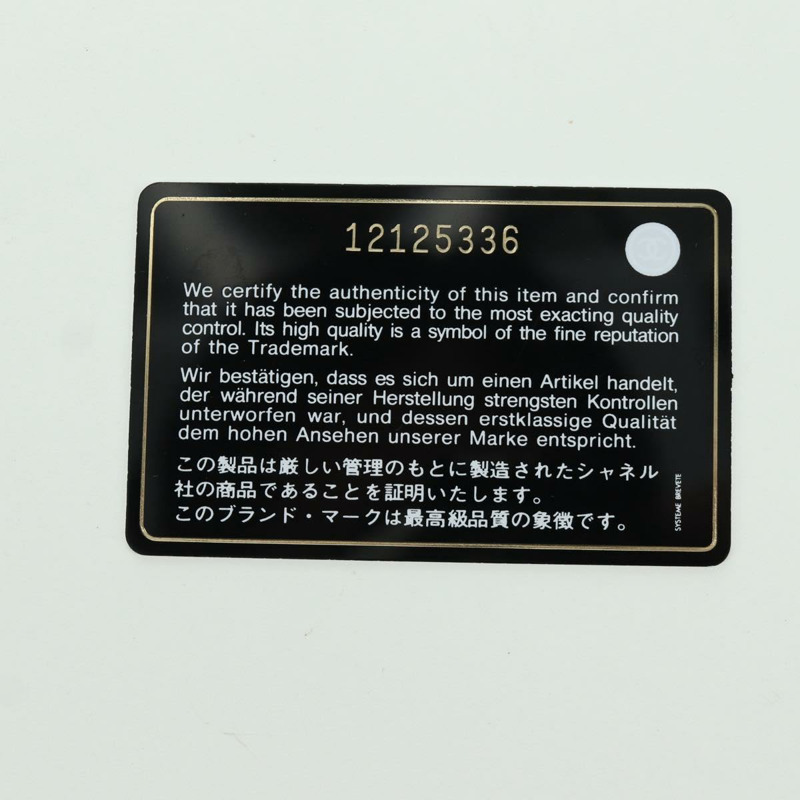 12125336
We certify the authenticity of this item and confirm
that it has been subjected to the most exacting quality
control. Its high quality is a symbol of the fine reputation
of the Trademark.
Wir bestätigen, dass es sich um einen Artikel handelt,
der während seiner Herstellung strengsten Kontrollen
unterworfen war, und dessen erstklassige Qualität
dem hohen Ansehen unserer Marke entspricht.
この製品は厳しい管理のもとに製造されたシャネル
社の商品であることを証明いたします。
このブランド・マークは最高級品質の象徴です。
SYSTEME BREVETE